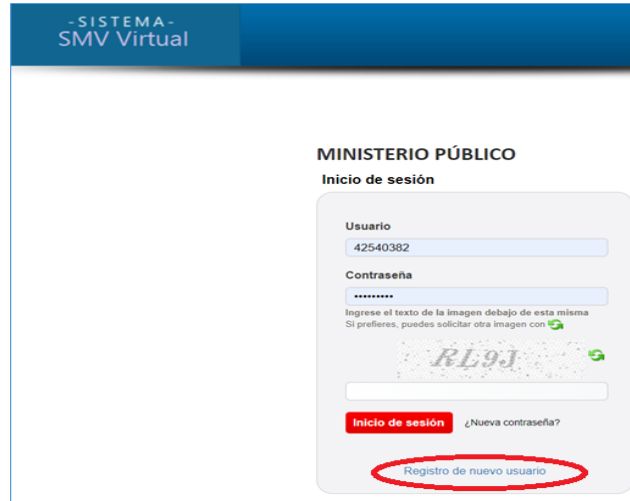 -SISTEMA-
SMV Virtual
MINISTERIO PÚBLICO
Inicio de sesión
Usuario
42540382
Contraseña
•••••••••
Ingrese el texto de la imagen debajo de esta misma
Si prefieres, puedes solicitar otra imagen con
RL9J
Inicio de sesión ¿Nueva contraseña?
Registro de nuevo usuario